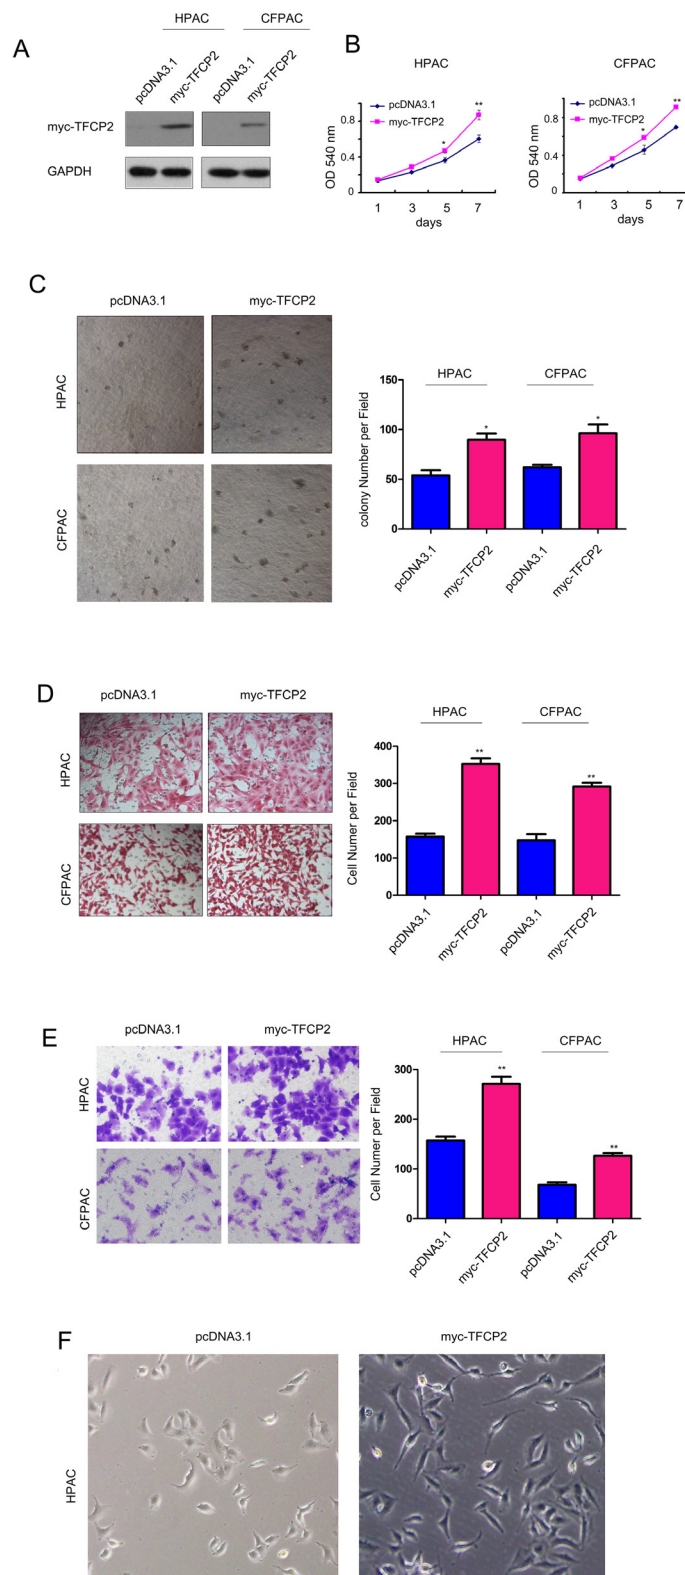 A
HPAC
CFPAC
pcDNA3.1
myc-TFCP2
pcDNA3.1
myc-TFCP2
myc-TFCP2
GAPDH
B
HPAC
pcDNA3.1
myc-TFCP2
OD 540 nm
0.8
0.4
0
**
*
1 3 5 7
days
CFPAC
pcDNA3.1
myc-TFCP2
OD 540 nm
0.8
0.4
0
**
*
1 3 5 7
days
C
pcDNA3.1
myc-TFCP2
HPAC
CFPAC
HPAC
CFPAC
colony Number per Field
150
100
50
0
*
*
pcDNA3.1
myc-TFCP2
pcDNA3.1
myc-TFCP2
D
pcDNA3.1
myc-TFCP2
HPAC
CFPAC
HPAC
CFPAC
Cell Numer per Field
400
300
200
100
0
**
**
pcDNA3.1
myc-TFCP2
pcDNA3.1
myc-TFCP2
E
pcDNA3.1
myc-TFCP2
HPAC
CFPAC
HPAC
CFPAC
Cell Numer per Field
300
200
100
0
**
**
pcDNA3.1
myc-TFCP2
pcDNA3.1
myc-TFCP2
F
pcDNA3.1
myc-TFCP2
HPAC